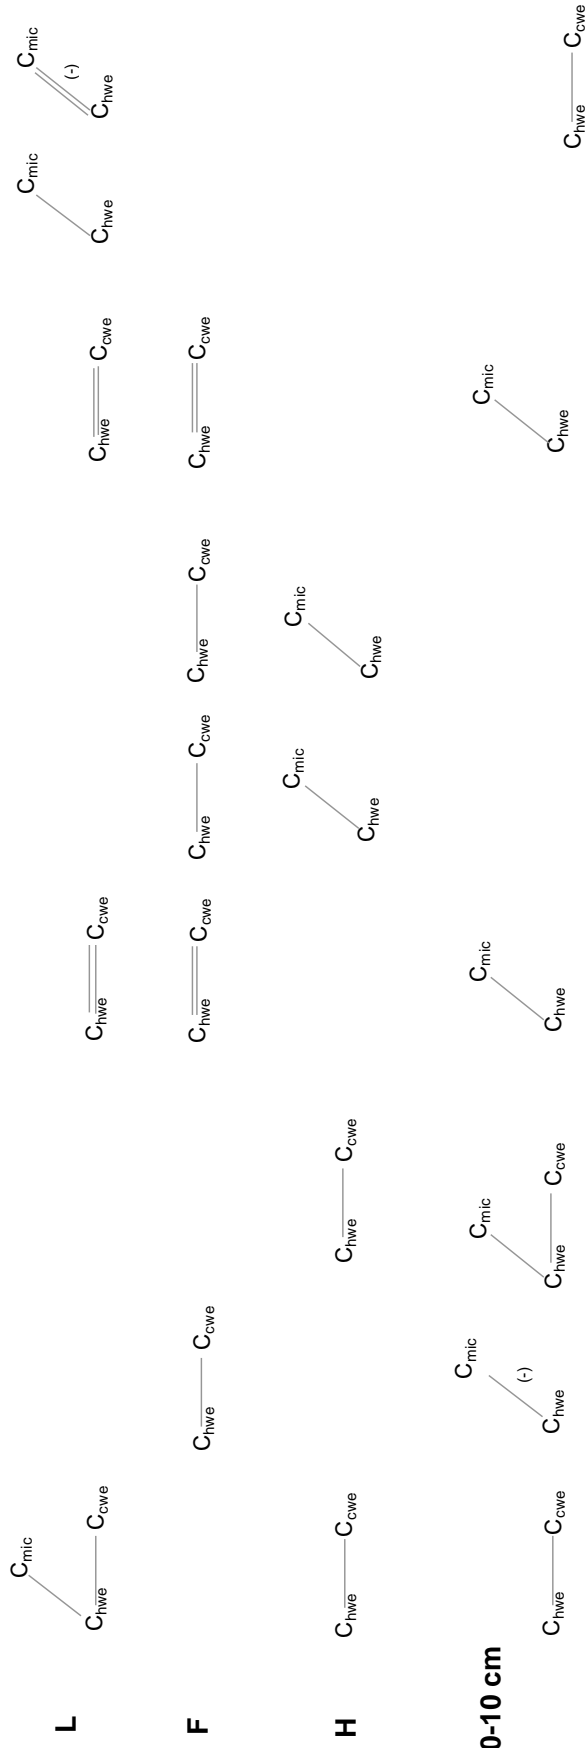 Cmic Cmic Cmic
(-)
L
Chwe Ccwe Chwe Ccwe Chwe Ccwe Chwe Chwe
F
Chwe Ccwe Chwe Ccwe Chwe Ccwe Chwe Ccwe Chwe Ccwe
Cmic Cmic
H
Chwe Ccwe Chwe Ccwe Chwe Chwe
Cmic Cmic Cmic Cmic
0-10 cm
(-)
Chwe Ccwe Chwe Chwe Ccwe Chwe Chwe Chwe Ccwe